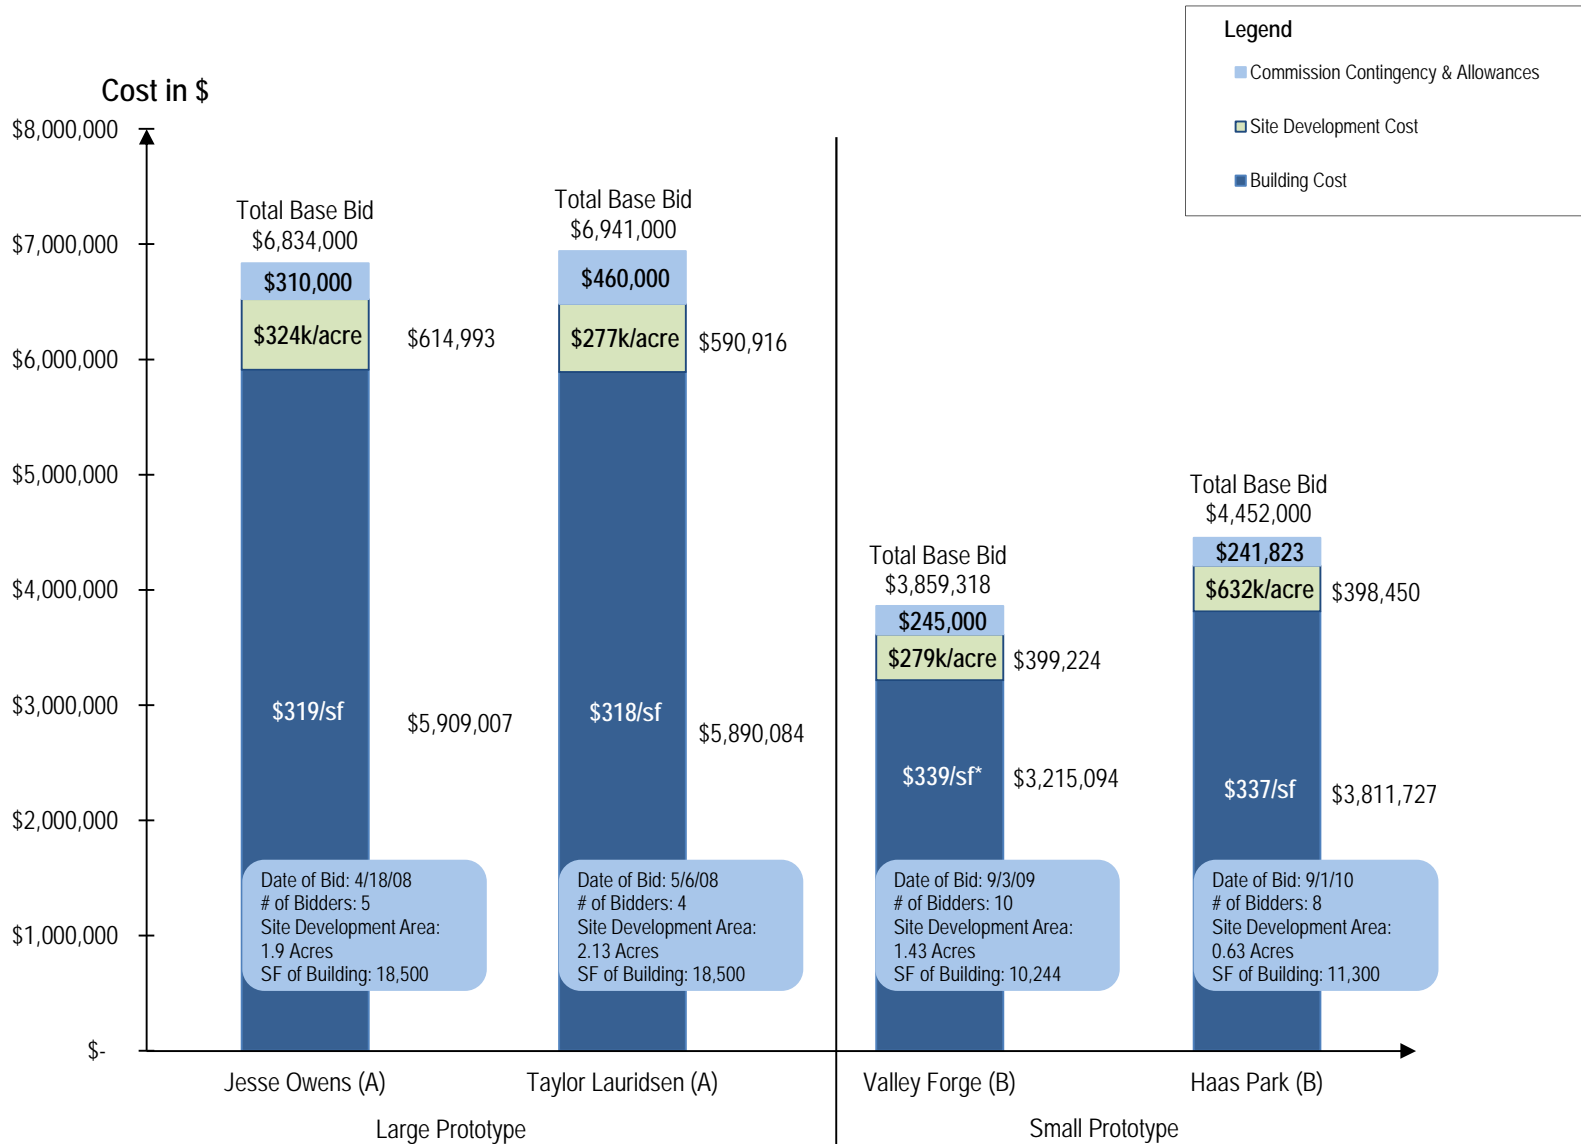 Legend
Commission Contingency & Allowances
Site Development Cost
Building Cost
Cost in $
$8,000,000
$7,000,000
$6,000,000
$5,000,000
$4,000,000
$3,000,000
$2,000,000
$1,000,000
$-
Total Base Bid
$6,834,000
$310,000
$324k/acre
$614,993
$319/sf
$5,909,007
Date of Bid: 4/18/08
# of Bidders: 5
Site Development Area:
1.9 Acres
SF of Building: 18,500
Jesse Owens (A)
Total Base Bid
$6,941,000
$460,000
$277k/acre
$590,916
$318/sf
$5,890,084
Date of Bid: 5/6/08
# of Bidders: 4
Site Development Area:
2.13 Acres
SF of Building: 18,500
Taylor Lauridsen (A)
Large Prototype
Total Base Bid
$3,859,318
$245,000
$279k/acre
$399,224
$339/sf*
$3,215,094
Date of Bid: 9/3/09
# of Bidders: 10
Site Development Area:
1.43 Acres
SF of Building: 10,244
Valley Forge (B)
Total Base Bid
$4,452,000
$241,823
$632k/acre
$398,450
$337/sf
$3,811,727
Date of Bid: 9/1/10
# of Bidders: 8
Site Development Area:
0.63 Acres
SF of Building: 11,300
Haas Park (B)
Small Prototype